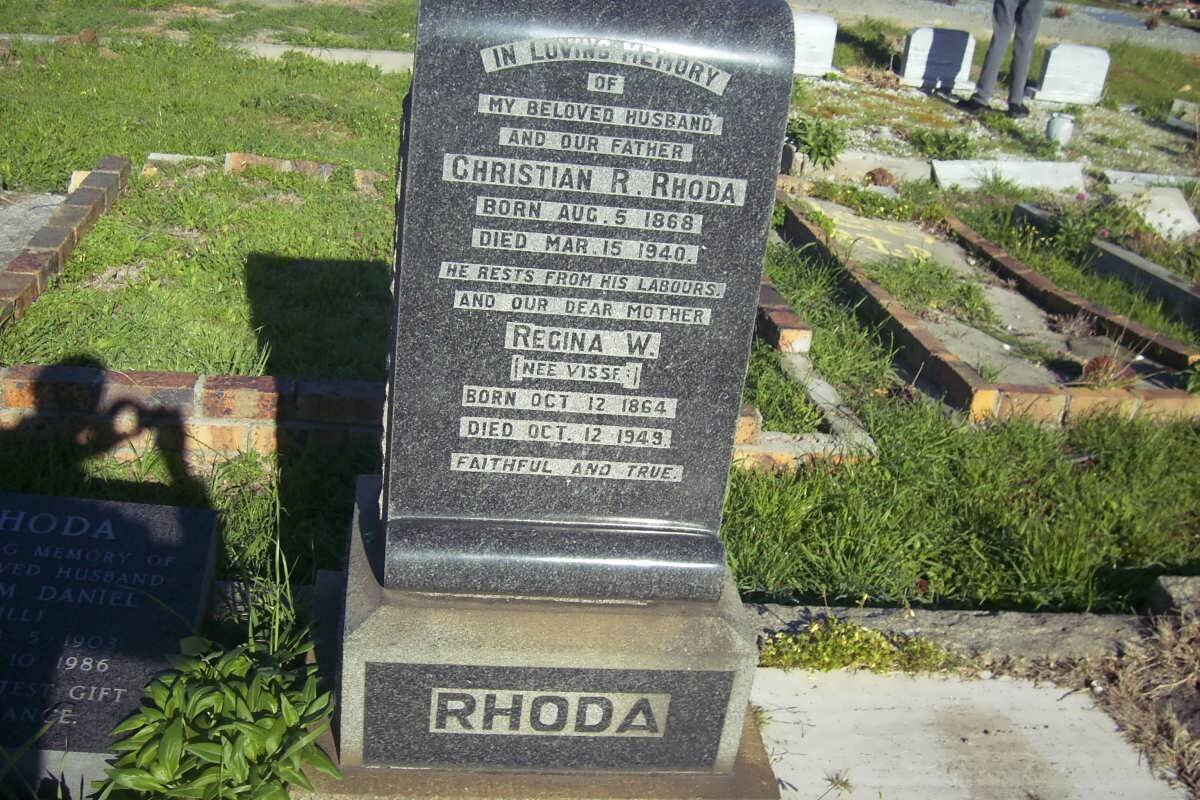 IN LOVING MEMORY
OF
MY BELOVED HUSBAND
AND OUR FATHER
CHRISTIAN R. RHODA
BORN AUG. 5 1868
DIED MAR. 15 1940.
HE RESTS FROM HIS LABOURS.
AND OUR DEAR MOTHER
REGINA W.
BORN OCT 12 1864
DIED OCT. 12 1949.
FAITHFUL AND TRUE.
RHODA
HODA
MEMORY OF
HUSBAND
DANIEL
1903
1986
GIFT